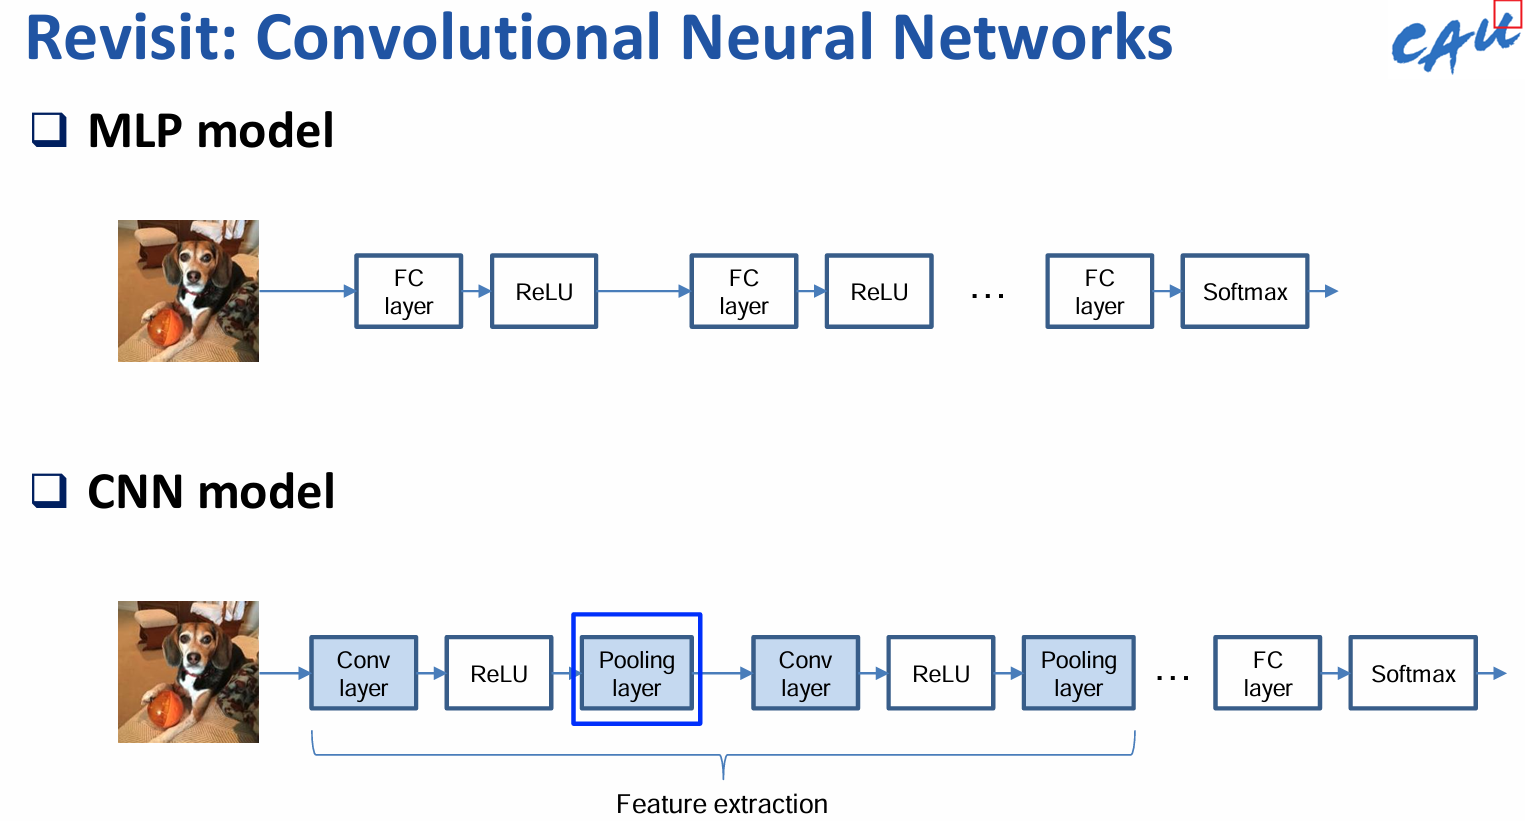 Revisit: Convolutional Neural Networks
CAU
MLP model
FC
layer
ReLU
FC
layer
ReLU
...
FC
layer
Softmax
CNN model
Conv
layer
ReLU
Pooling
layer
Conv
layer
ReLU
Pooling
layer
...
FC
layer
Softmax
Feature extraction